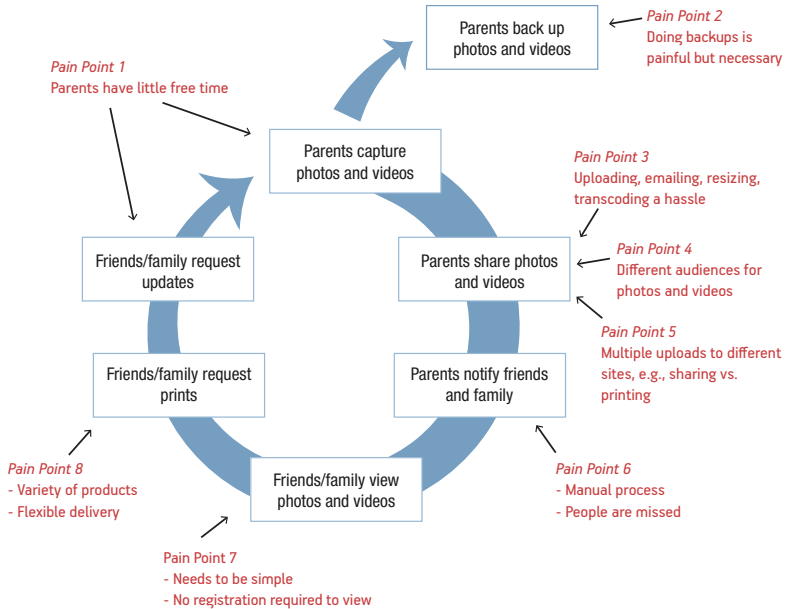 Parents back up
photos and videos
Pain Point 2
Doing backups is
painful but necessary
Pain Point 1
Parents have little free time
Parents capture
photos and videos
Pain Point 3
Uploading, emailing, resizing,
transcoding a hassle
Friends/family request
updates
Parents share photos
and videos
Pain Point 4
Different audiences for
photos and videos
Pain Point 5
Multiple uploads to different
sites, e.g., sharing vs.
printing
Friends/family request
prints
Parents notify friends
and family
Pain Point 8
- Variety of products
- Flexible delivery
Friends/family view
photos and videos
Pain Point 6
- Manual process
- People are missed
Pain Point 7
- Needs to be simple
- No registration required to view